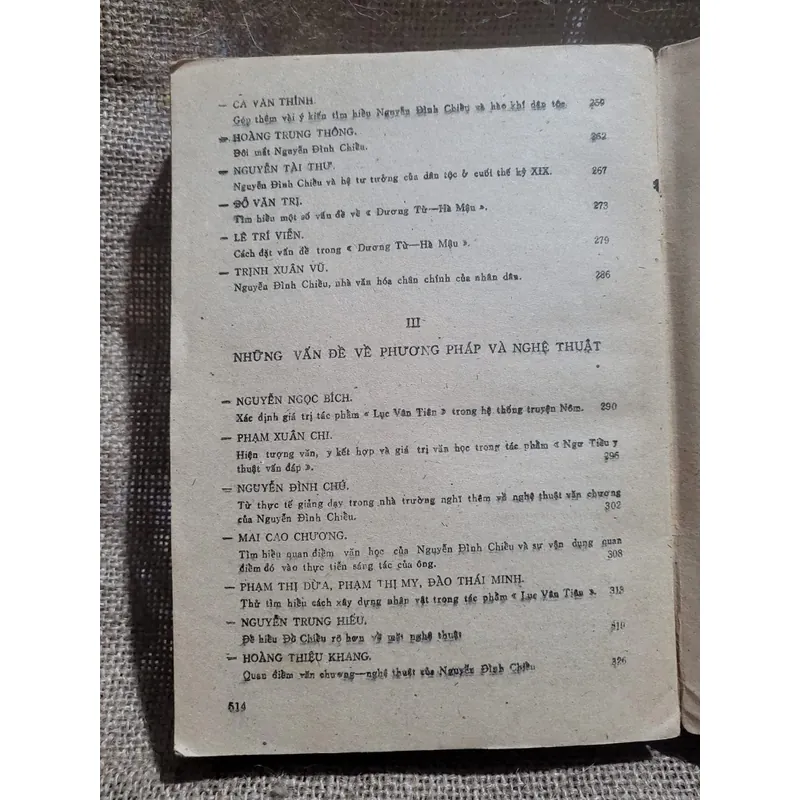 — CA VĂN THỈNH.
Góp thêm vài ý kiến tìm hiểu Nguyễn Đình Chiểu và hào khí dân tộc 259
— HOÀNG TRUNG THÔNG.
Đôi mắt Nguyễn Đình Chiểu. 262
— NGUYỄN TÀI THƯ.
Nguyễn Đình Chiểu và hệ tư tưởng của dân tộc ở cuối thế kỷ XIX. 267
— ĐỖ VĂN TRỊ.
Tìm hiểu một số vấn đề về « Dương Từ—Hà Mậu ». 273
— LÊ TRÍ VIỄN.
Cách đặt vấn đề trong « Dương Từ—Hà Mậu ». 279
— TRỊNH XUÂN VŨ.
Nguyễn Đình Chiểu, nhà văn hóa chân chính của nhân dân. 286
III
NHỮNG VẤN ĐỀ VỀ PHƯƠNG PHÁP VÀ NGHỆ THUẬT
— NGUYỄN NGỌC BÍCH.
Xác định giá trị tác phẩm « Lục Vân Tiên » trong hệ thống truyện Nôm. 290
— PHẠM XUÂN CHI.
Hiện tượng văn, y kết hợp và giá trị văn học trong tác phẩm « Ngư Tiều y
thuật vấn đáp ». 296
— NGUYỄN ĐÌNH CHÚ.
Từ thực tế giảng dạy trong nhà trường nghĩ thêm về nghệ thuật văn chương
của Nguyễn Đình Chiểu. 302
— MAI CAO CHƯƠNG.
Tìm hiểu quan điểm văn học của Nguyễn Đình Chiểu và sự vận dụng quan
điểm đó vào thực tiễn sáng tác của ông. 308
— PHẠM THỊ DỪA, PHẠM THỊ MY, ĐÀO THÁI MINH.
Thử tìm hiểu cách xây dựng nhân vật trong tác phẩm « Lục Vân Tiên ». 313
— NGUYỄN TRUNG HIẾU.
Để hiểu Đồ Chiểu rõ hơn về mặt nghệ thuật 319
— HOÀNG THIỆU KHANG.
Quan điểm văn chương—nghệ thuật của Nguyễn Đình Chiểu 326
514